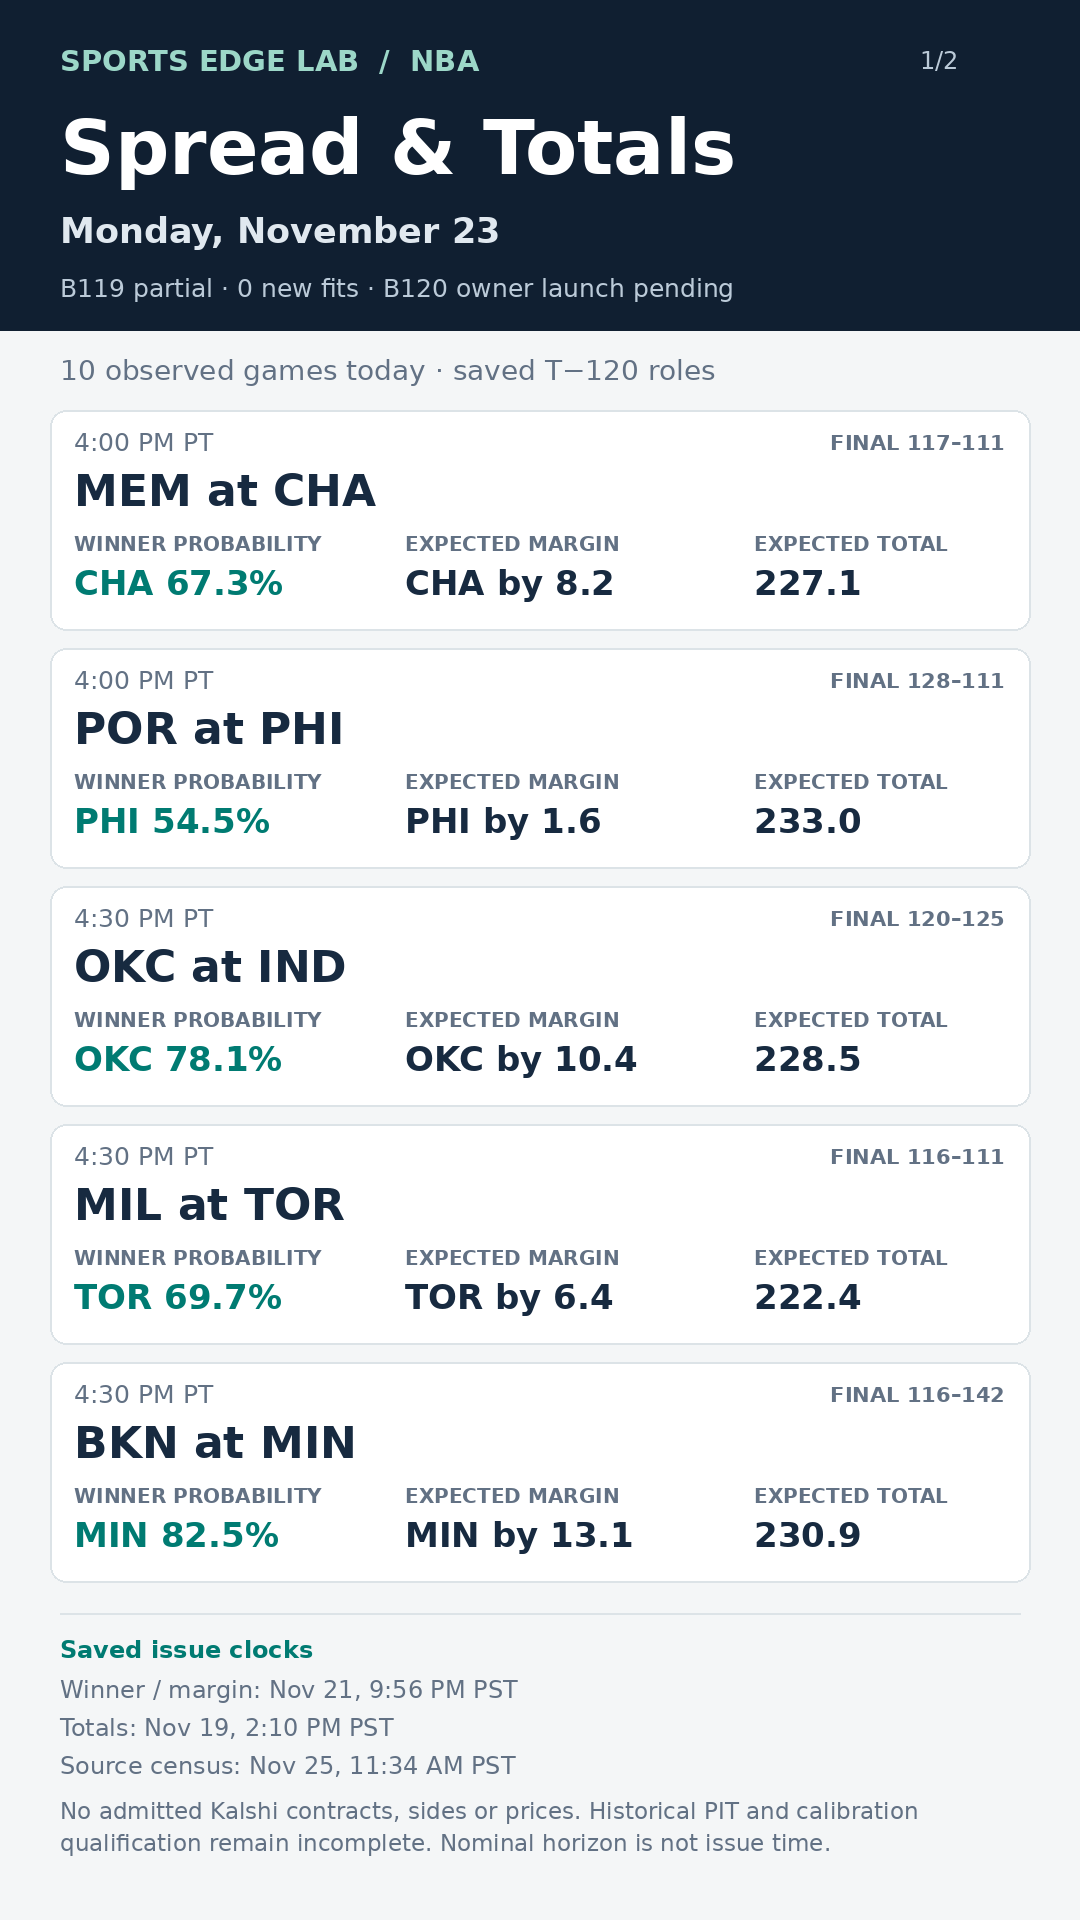 SPORTS EDGE LAB / NBA 1/2
Spread & Totals
Monday, November 23
B119 partial · 0 new fits · B120 owner launch pending
10 observed games today · saved T−120 roles
4:00 PM PT FINAL 117–111
MEM at CHA
WINNER PROBABILITY EXPECTED MARGIN EXPECTED TOTAL
CHA 67.3% CHA by 8.2 227.1
4:00 PM PT FINAL 128–111
POR at PHI
WINNER PROBABILITY EXPECTED MARGIN EXPECTED TOTAL
PHI 54.5% PHI by 1.6 233.0
4:30 PM PT FINAL 120–125
OKC at IND
WINNER PROBABILITY EXPECTED MARGIN EXPECTED TOTAL
OKC 78.1% OKC by 10.4 228.5
4:30 PM PT FINAL 116–111
MIL at TOR
WINNER PROBABILITY EXPECTED MARGIN EXPECTED TOTAL
TOR 69.7% TOR by 6.4 222.4
4:30 PM PT FINAL 116–142
BKN at MIN
WINNER PROBABILITY EXPECTED MARGIN EXPECTED TOTAL
MIN 82.5% MIN by 13.1 230.9
Saved issue clocks
Winner / margin: Nov 21, 9:56 PM PST
Totals: Nov 19, 2:10 PM PST
Source census: Nov 25, 11:34 AM PST
No admitted Kalshi contracts, sides or prices. Historical PIT and calibration
qualification remain incomplete. Nominal horizon is not issue time.